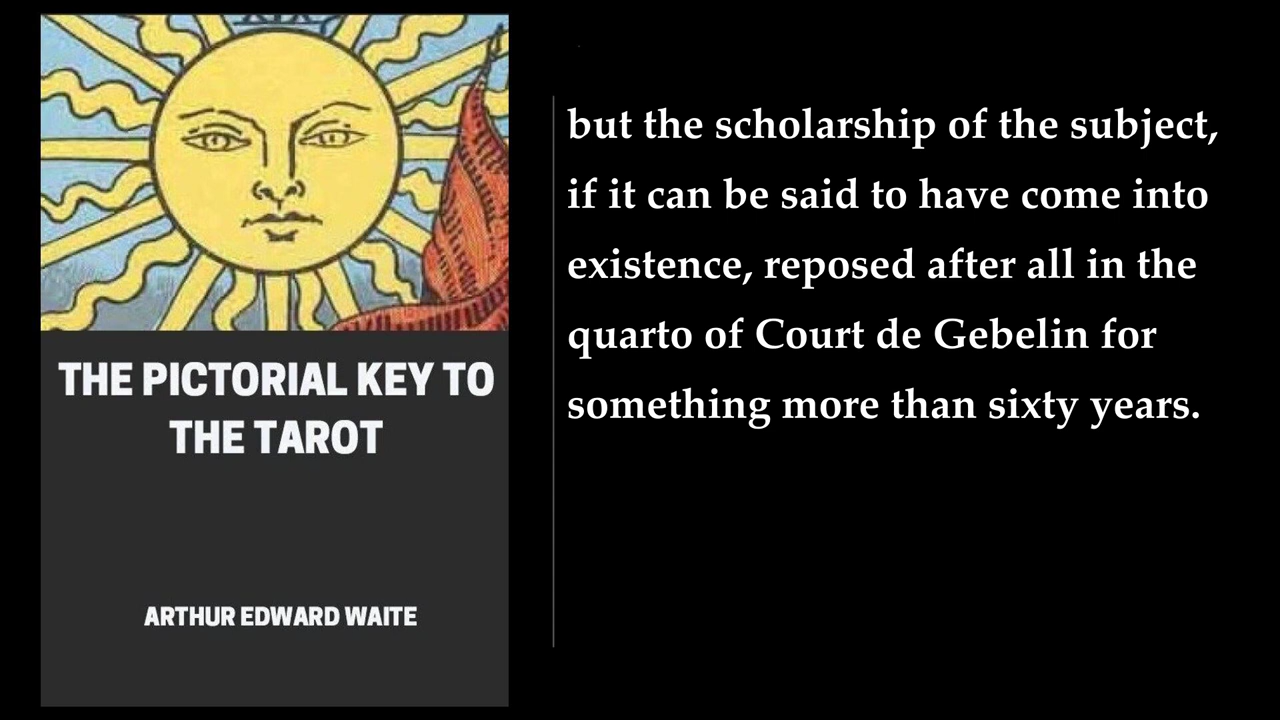 THE PICTORIAL KEY TO
THE TAROT
ARTHUR EDWARD WAITE
but the scholarship of the subject,
if it can be said to have come into
existence, reposed after all in the
quarto of Court de Gebelin for
something more than sixty years.